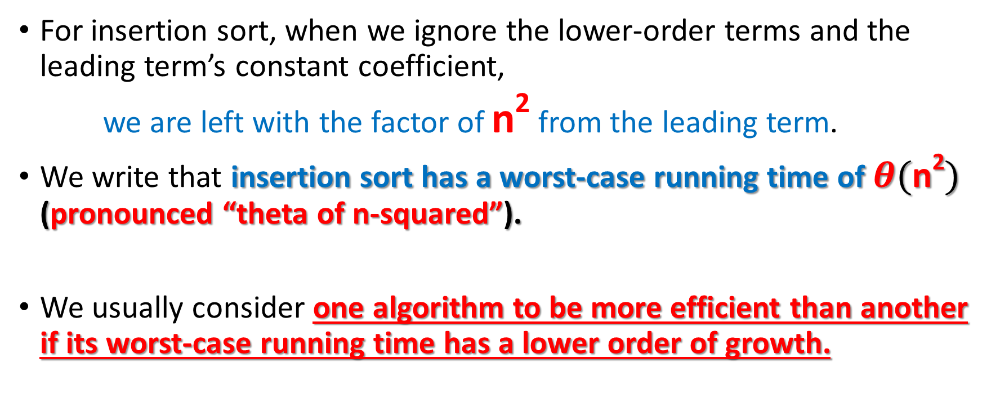 • For insertion sort, when we ignore the lower-order terms and the
leading term’s constant coefficient,
we are left with the factor of n² from the leading term.
• We write that insertion sort has a worst-case running time of θ(n²)
(pronounced “theta of n-squared”).
• We usually consider one algorithm to be more efficient than another
if its worst-case running time has a lower order of growth.